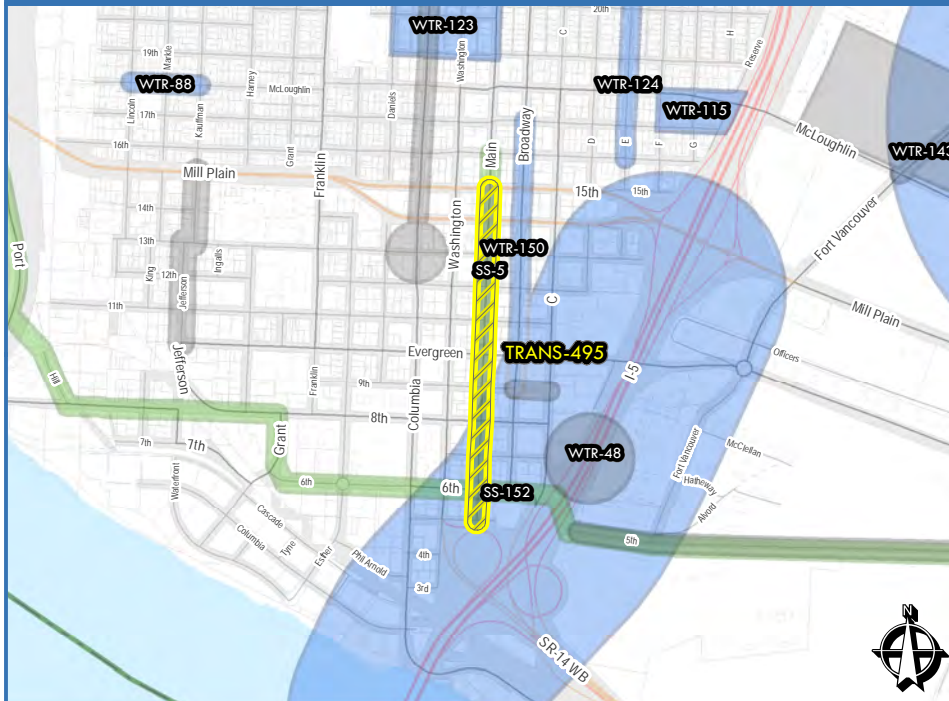 20th
WTR-123
C
H
19th
Markle
Washington
Reserve
WTR-88
Harney
McLoughlin
WTR-124
WTR-115
Lincoln
17th
Kauffman
Daniels
Broadway
McLoughlin
16th
Grant
Main
D
E
F
G
WTR-143
Mill Plain
Franklin
15th
15th
14th
Washington
Fort Vancouver
13th
WTR-150
Port
King
12th
Ingalls
SS-5
11th
Jefferson
C
Mill Plain
Evergreen
TRANS-495
Officers
Jefferson
Franklin
9th
I-5
Hill
Columbia
8th
7th
7th
Grant
WTR-48
Fort Vancouver
McClellan
Waterfront
6th
6th
SS-152
Hatheway
Alvord
Cascade
Columbia
Tyne
Esther
Phil Arnold
4th
5th
3rd
N
SR-14 WB